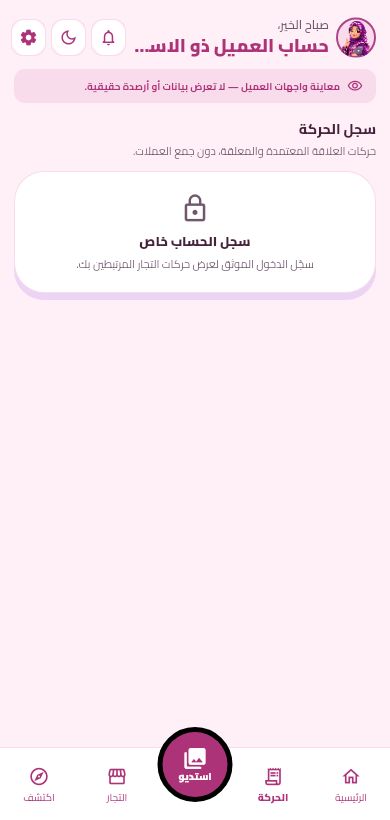 صباح الخير،
حساب العميل ذو الاسـ...
معاينة واجهات العميل — لا تعرض بيانات أو أرصدة حقيقية.
سجل الحركة
حركات العلاقة المعتمدة والمعلقة، دون جمع العملات.
سجل الحساب خاص
سجّل الدخول الموثق لعرض حركات التجار المرتبطين بك.
الرئيسية
الحركة
استديو
التجار
اكتشف